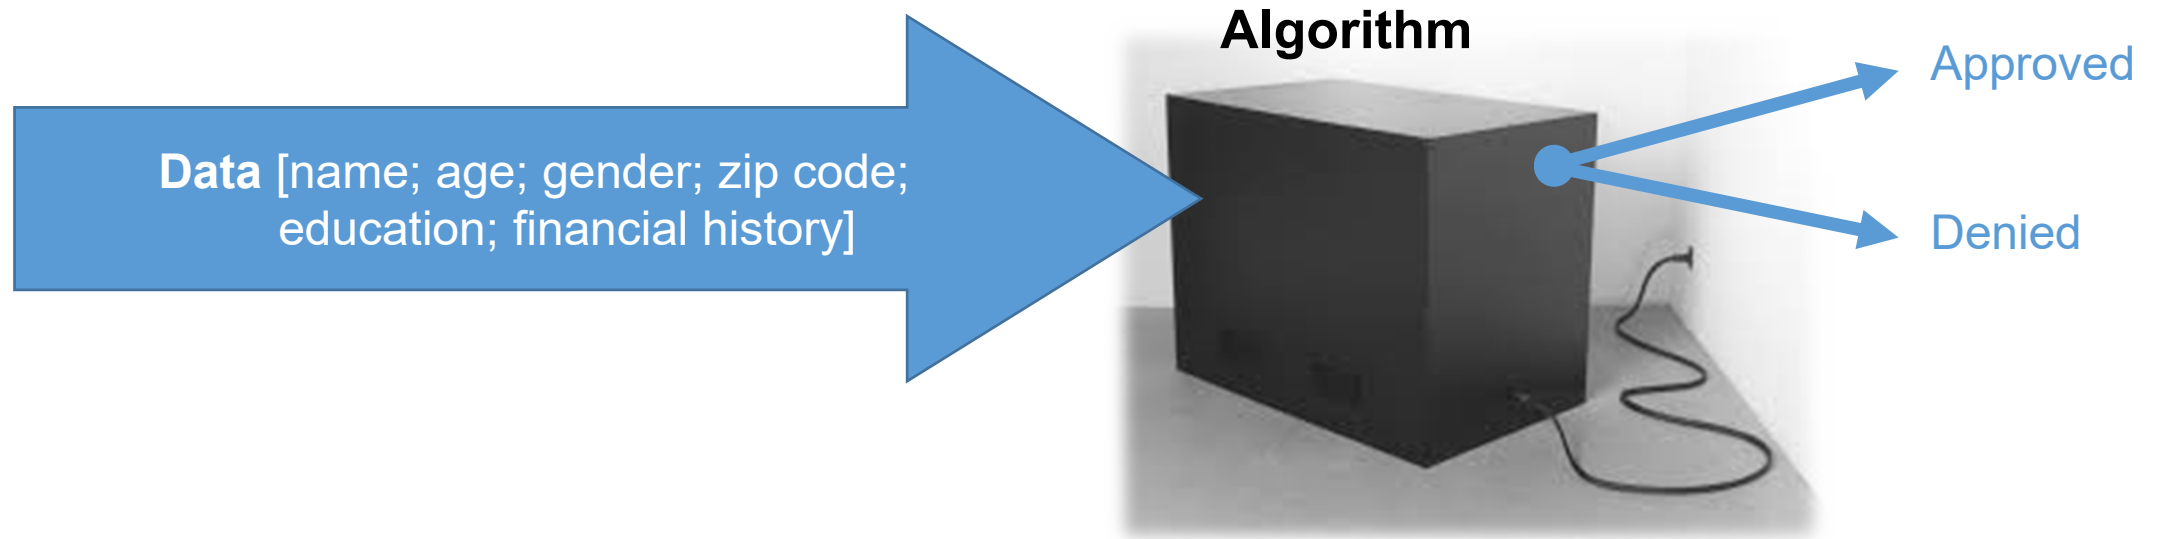 Algorithm
Approved
Data [name; age; gender; zip code;
education; financial history]
Denied